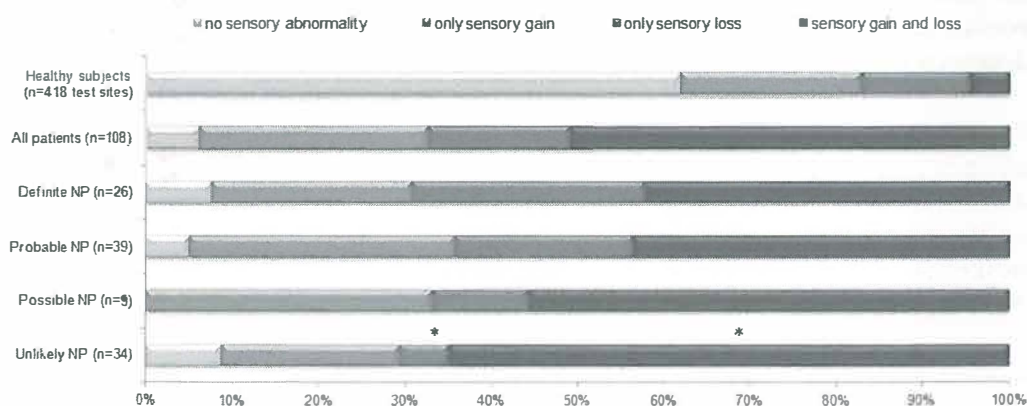 no sensory abnormality only sensory gain only sensory loss sensory gain and loss
Healthy subjects
(n=418 test sites)
All patients (n=108)
Definite NP (n=26)
Probable NP (n=39)
Possible NP (n=9)
* *
Unlikely NP (n=34)
0% 10% 20% 30% 40% 50% 60% 70% 80% 90% 100%